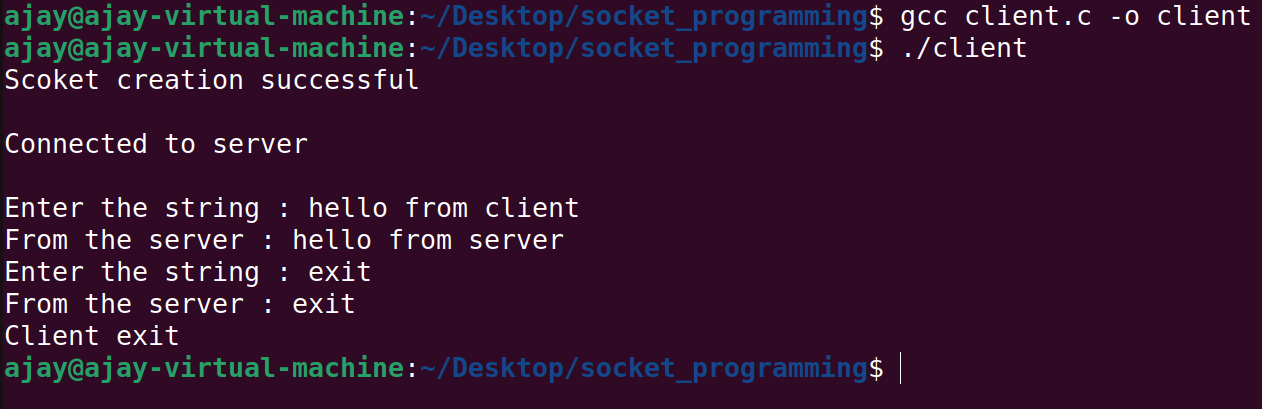 ajay@ajay-virtual-machine:~/Desktop/socket_programming$ gcc client.c -o client
ajay@ajay-virtual-machine:~/Desktop/socket_programming$ ./client
Scoket creation successful
Connected to server
Enter the string : hello from client
From the server : hello from server
Enter the string : exit
From the server : exit
Client exit
ajay@ajay-virtual-machine:~/Desktop/socket_programming$